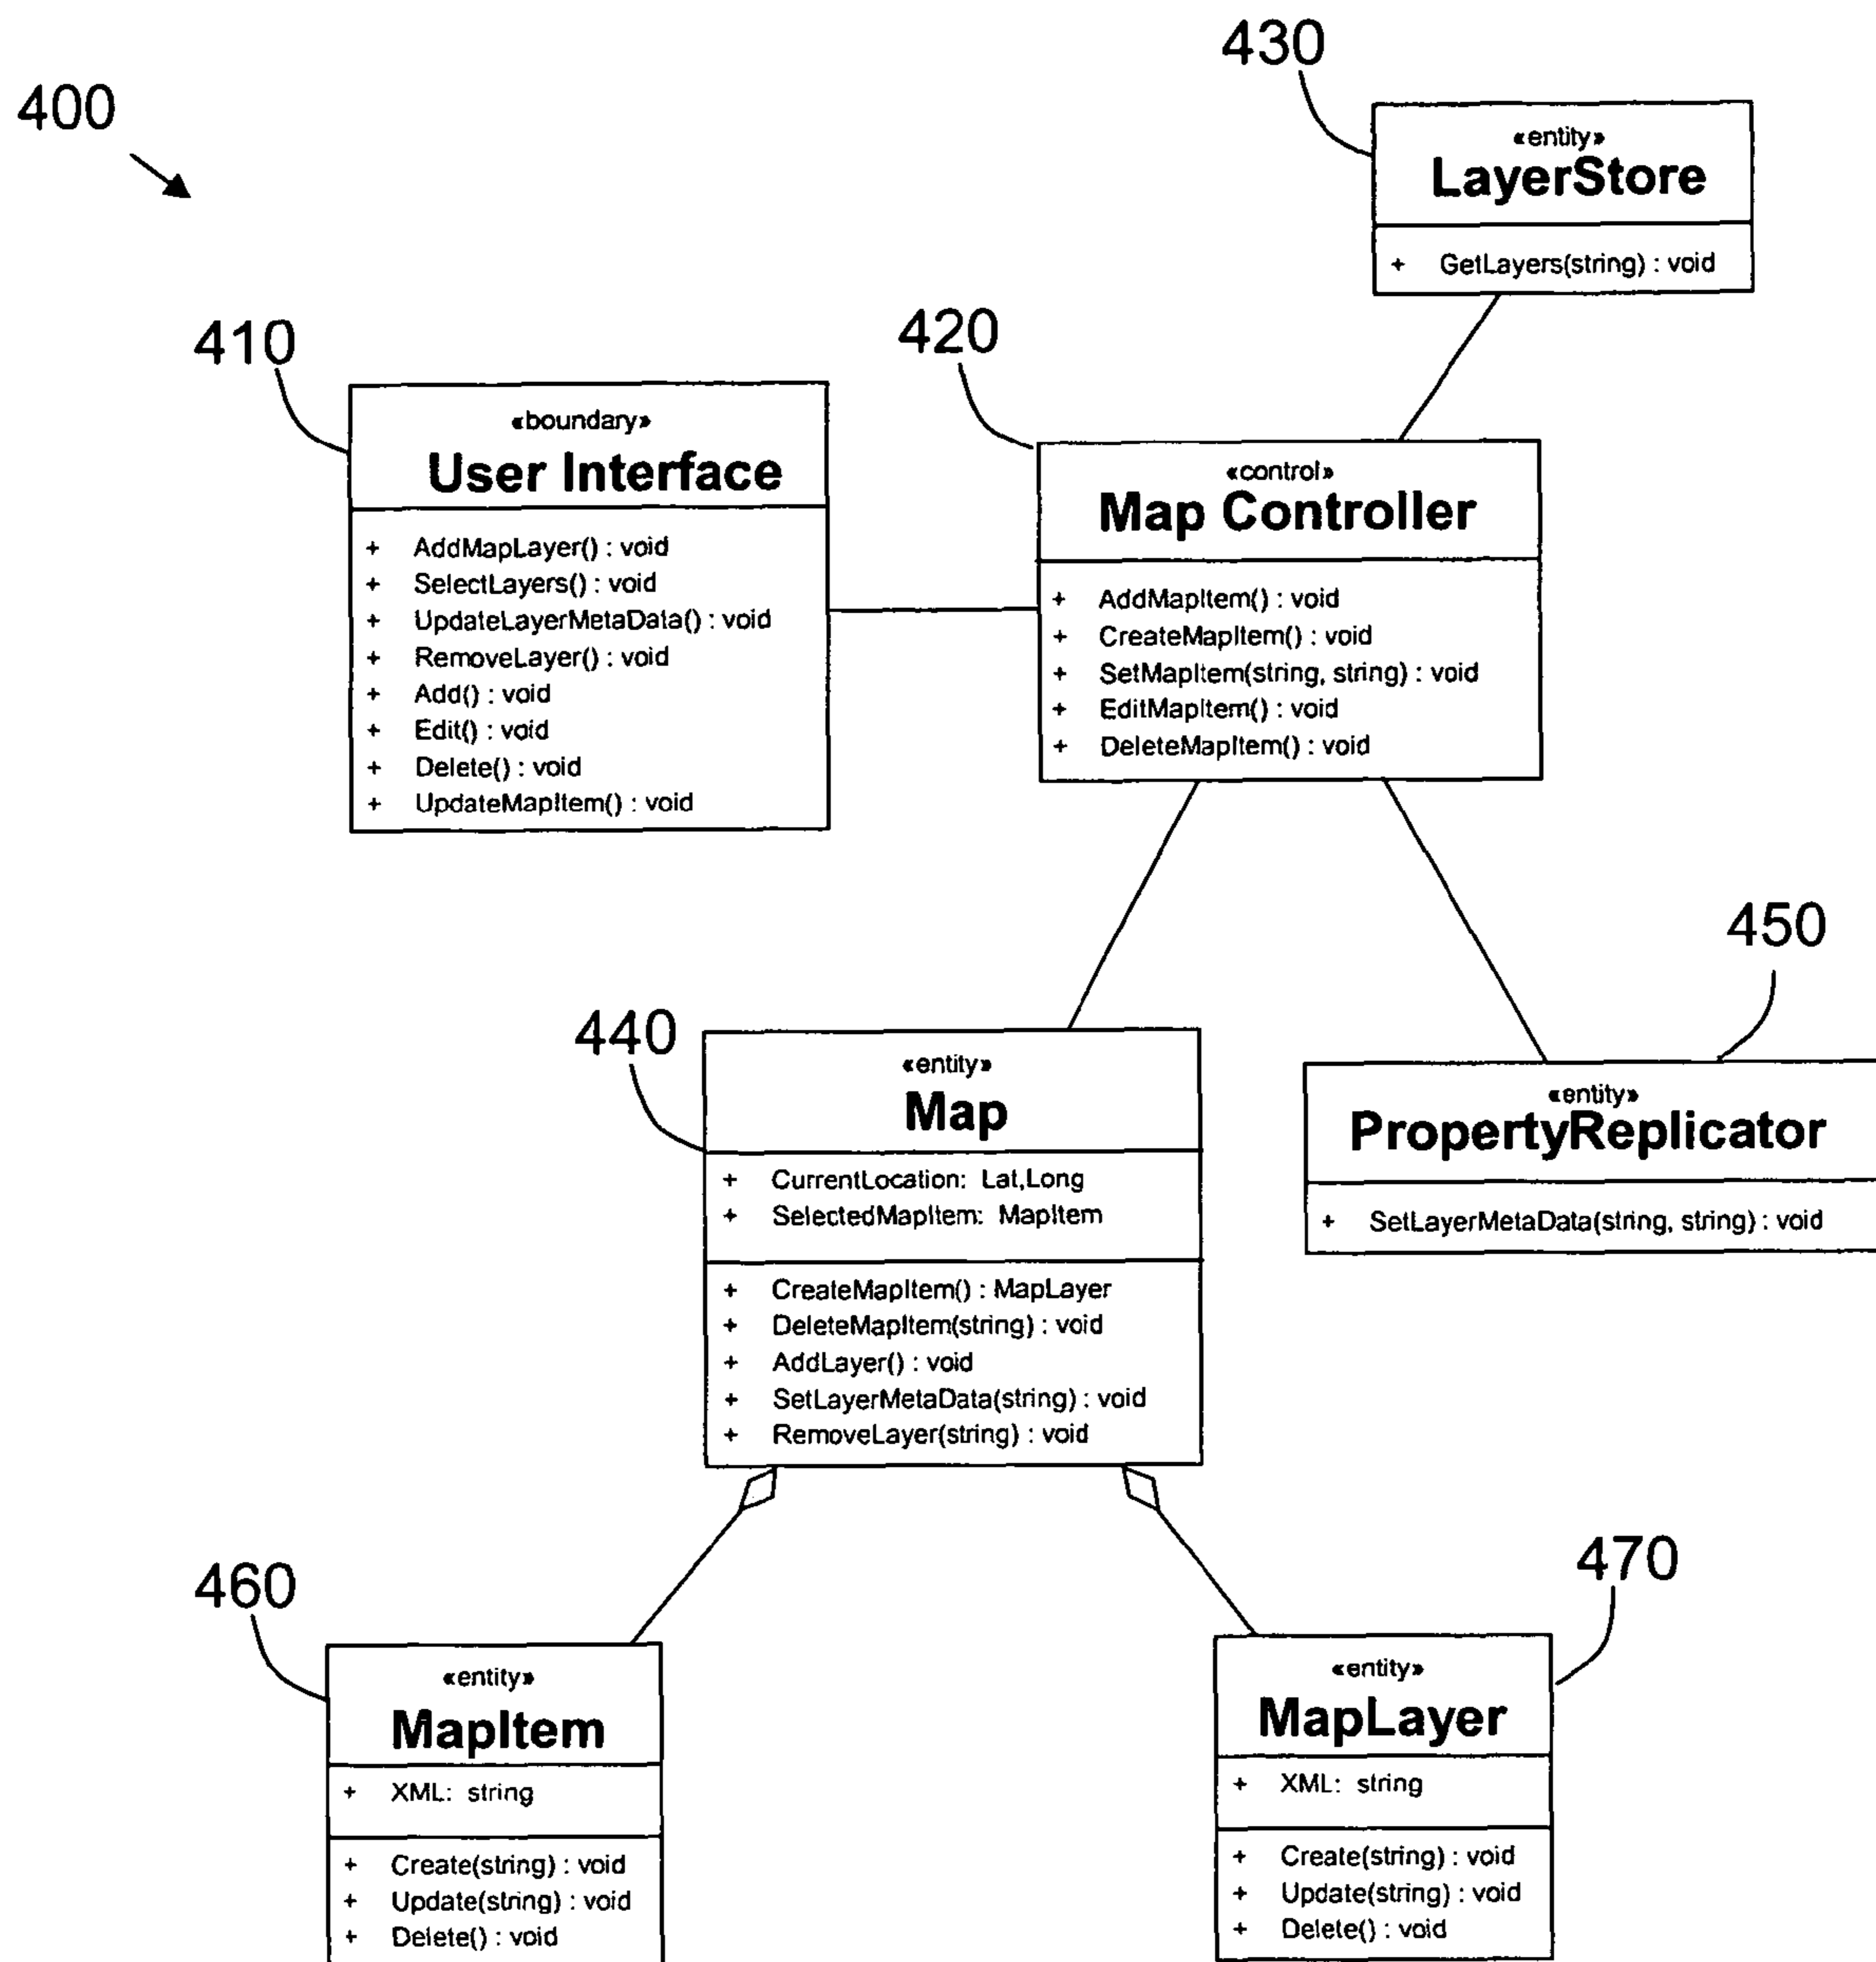 400
430
«entity»
LayerStore
+ GetLayers(string) : void
410
«boundary»
User Interface
+ AddMapLayer() : void
+ SelectLayers() : void
+ UpdateLayerMetaData() : void
+ RemoveLayer() : void
+ Add() : void
+ Edit() : void
+ Delete() : void
+ UpdateMapItem() : void
420
«control»
Map Controller
+ AddMapItem() : void
+ CreateMapItem() : void
+ SetMapItem(string, string) : void
+ EditMapItem() : void
+ DeleteMapItem() : void
440
«entity»
Map
+ CurrentLocation: Lat,Long
+ SelectedMapItem: MapItem
+ CreateMapItem() : MapLayer
+ DeleteMapItem(string) : void
+ AddLayer() : void
+ SetLayerMetaData(string) : void
+ RemoveLayer(string) : void
450
«entity»
PropertyReplicator
+ SetLayerMetaData(string, string) : void
460
«entity»
MapItem
+ XML: string
+ Create(string) : void
+ Update(string) : void
+ Delete() : void
470
«entity»
MapLayer
+ XML: string
+ Create(string) : void
+ Update(string) : void
+ Delete() : void